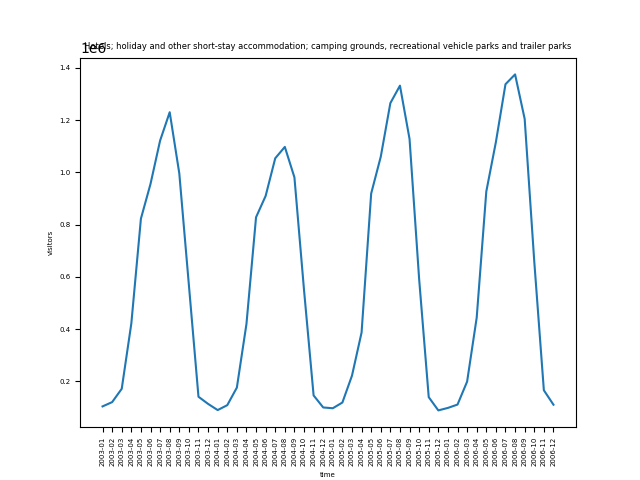 1e6
Hotels; holiday and other short-stay accommodation; camping grounds, recreational vehicle parks and trailer parks
1.4
1.2
1.0
0.8
0.6
0.4
0.2
visitors
2003-01 2003-02 2003-03 2003-04 2003-05 2003-06 2003-07 2003-08 2003-09 2003-10 2003-11 2003-12 2004-01 2004-02 2004-03 2004-04 2004-05 2004-06 2004-07 2004-08 2004-09 2004-10 2004-11 2004-12 2005-01 2005-02 2005-03 2005-04 2005-05 2005-06 2005-07 2005-08 2005-09 2005-10 2005-11 2005-12 2006-01 2006-02 2006-03 2006-04 2006-05 2006-06 2006-07 2006-08 2006-09 2006-10 2006-11 2006-12
time